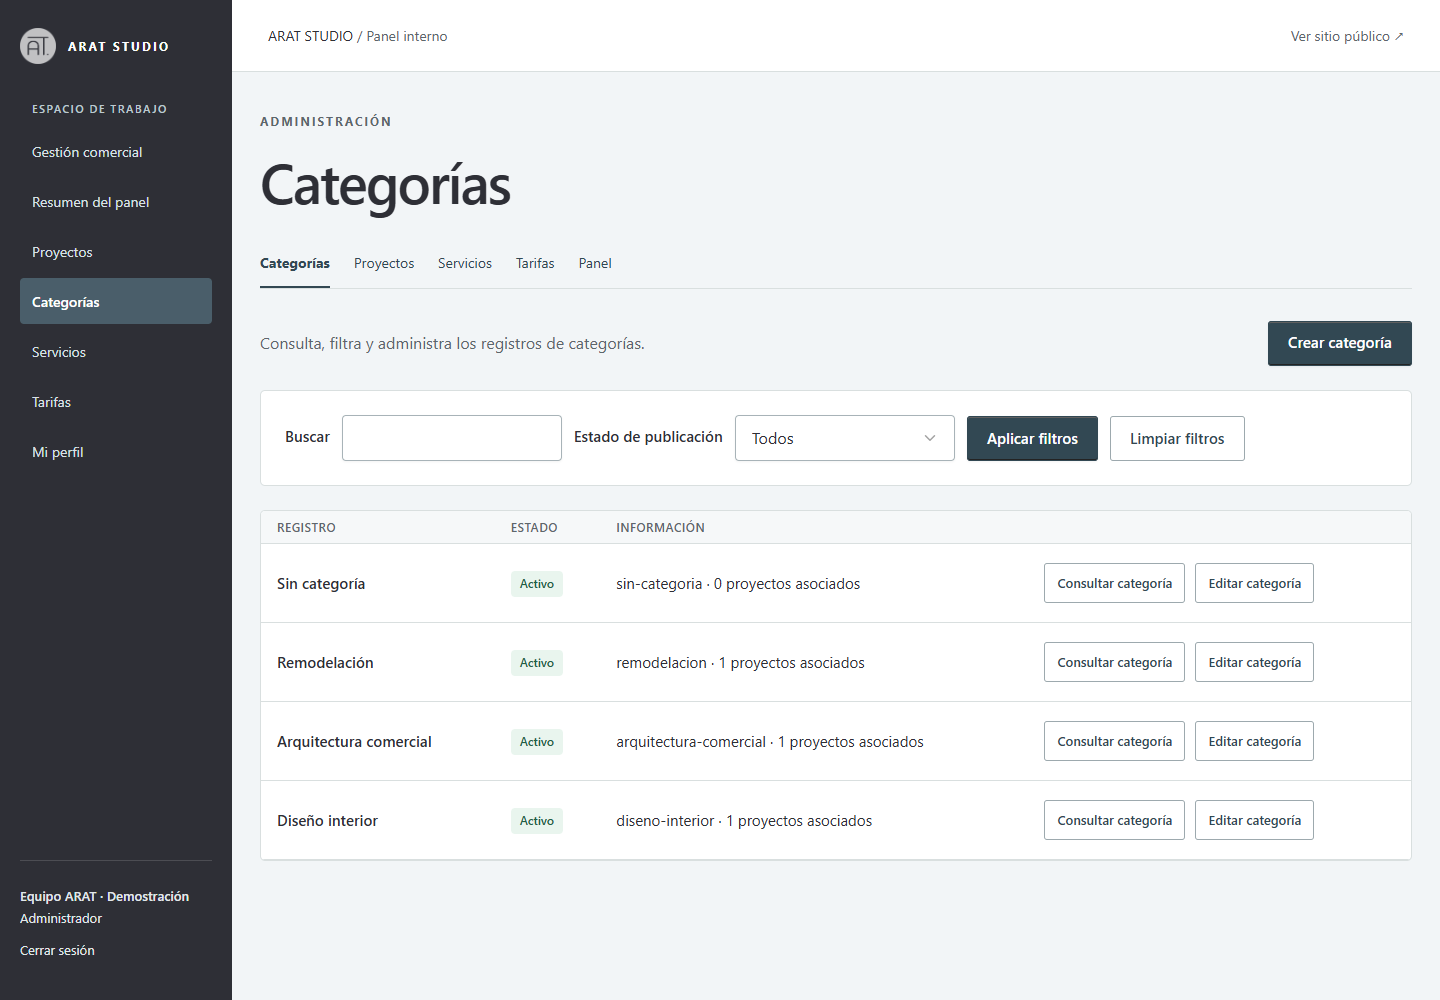 AT.
ARAT STUDIO
ESPACIO DE TRABAJO
Gestión comercial
Resumen del panel
Proyectos
Categorías
Servicios
Tarifas
Mi perfil
Equipo ARAT · Demostración
Administrador
Cerrar sesión
ARAT STUDIO / Panel interno
Ver sitio público ↗
ADMINISTRACIÓN
Categorías
Categorías Proyectos Servicios Tarifas Panel
Consulta, filtra y administra los registros de categorías.
Crear categoría
Buscar Estado de publicación Todos Aplicar filtros Limpiar filtros
REGISTRO ESTADO INFORMACIÓN
Sin categoría Activo sin-categoria · 0 proyectos asociados Consultar categoría Editar categoría
Remodelación Activo remodelacion · 1 proyectos asociados Consultar categoría Editar categoría
Arquitectura comercial Activo arquitectura-comercial · 1 proyectos asociados Consultar categoría Editar categoría
Diseño interior Activo diseno-interior · 1 proyectos asociados Consultar categoría Editar categoría